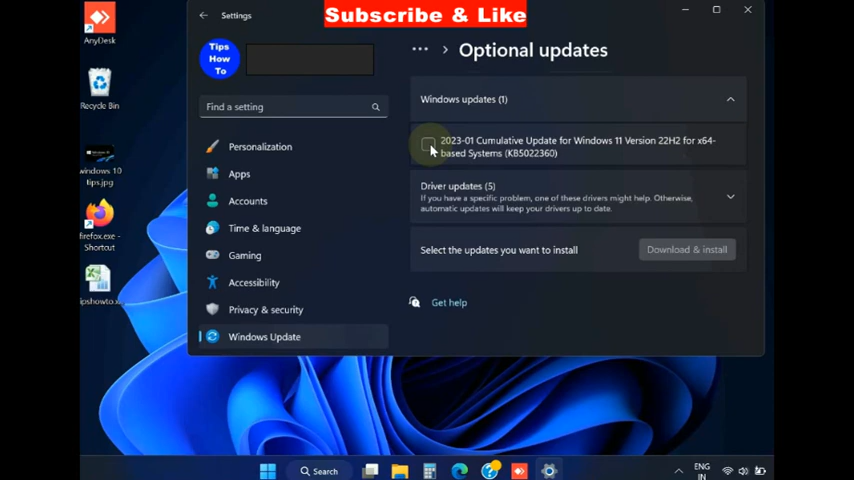 Subscribe & Like
AnyDesk
Recycle Bin
windows 10
tips.jpg
firefox.exe -
Shortcut
Settings
Tips
How
To
Find a setting
Personalization
Apps
Accounts
Time & language
Gaming
Accessibility
Privacy & security
Windows Update
Optional updates
Windows updates (1)
2023-01 Cumulative Update for Windows 11 Version 22H2 for x64-
based Systems (KB5022360)
Driver updates (5)
If you have a specific problem, one of these drivers might help. Otherwise,
automatic updates will keep your drivers up to date.
Select the updates you want to install
Download & install
Get help
Search
ENG
IN